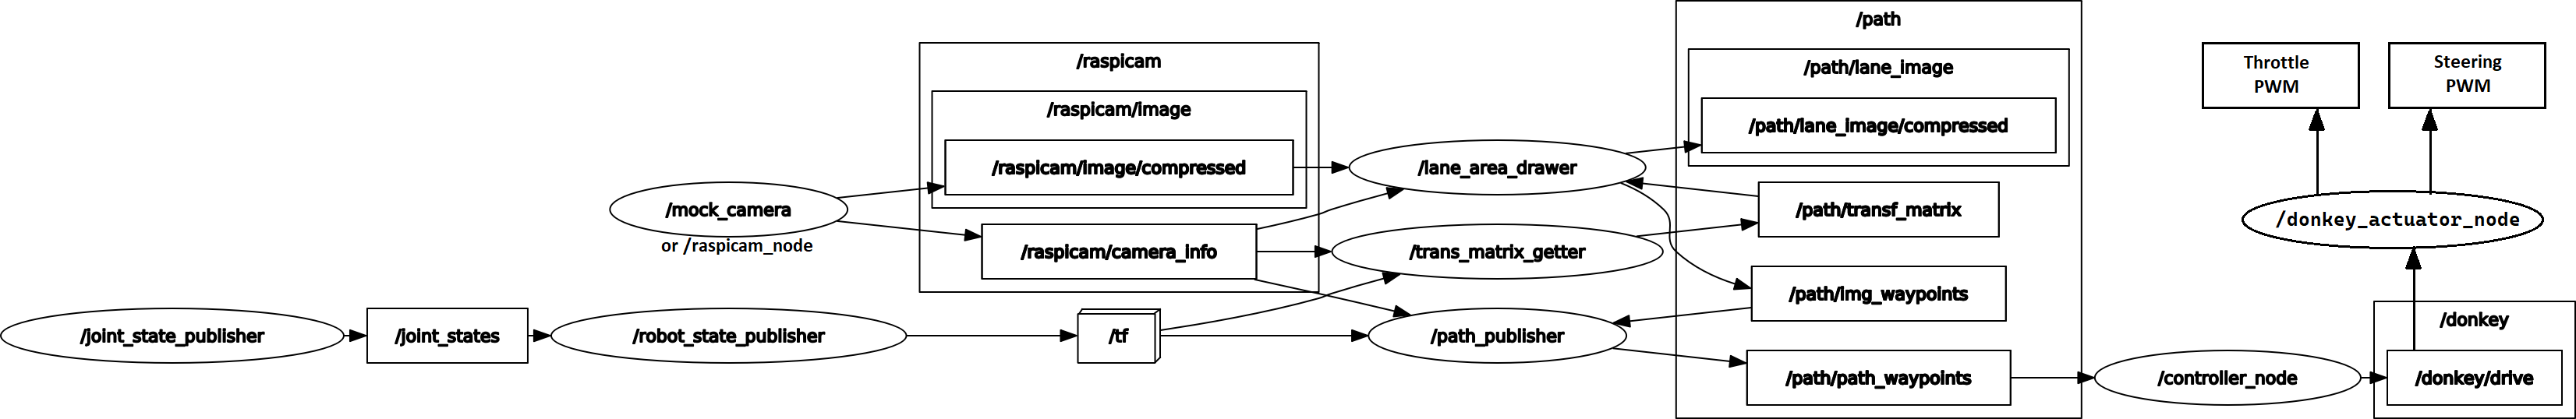 /path
/raspicam
/path/lane_image
Throttle
PWM
Steering
PWM
/raspicam/image
/path/lane_image/compressed
/raspicam/image/compressed
/lane_area_drawer
/mock_camera
or /raspicam_node
/path/transf_matrix
/donkey_actuator_node
/raspicam/camera_info
/trans_matrix_getter
/path/img_waypoints
/donkey
/joint_state_publisher
/joint_states
/robot_state_publisher
/tf
/path_publisher
/path/path_waypoints
/controller_node
/donkey/drive